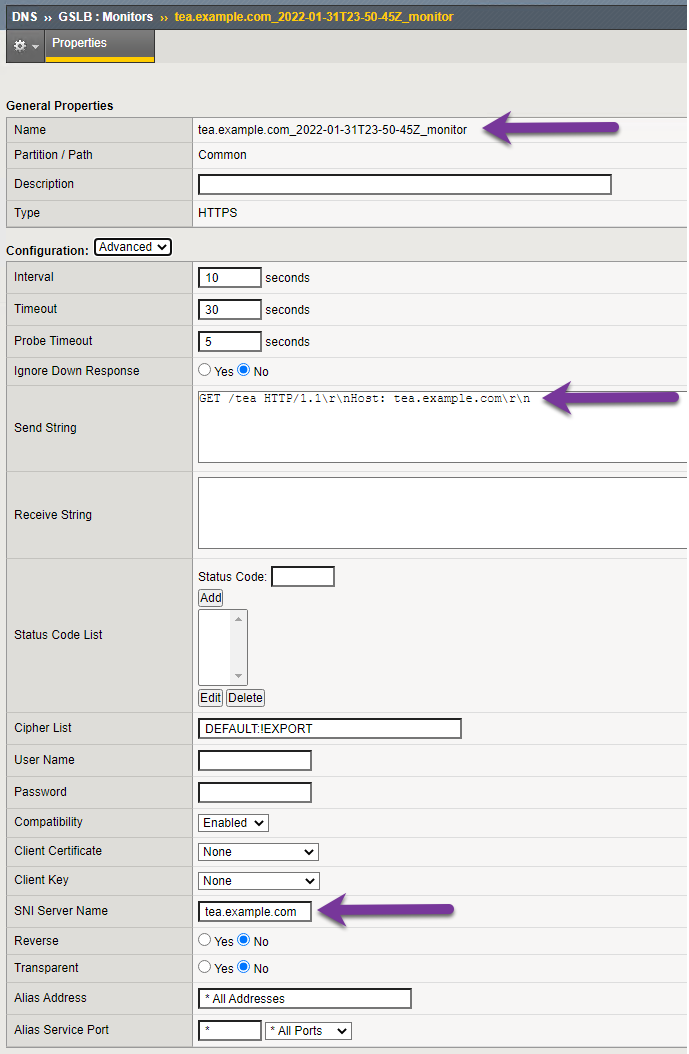 DNS ›› GSLB : Monitors ›› tea.example.com_2022-01-31T23-50-45Z_monitor
Properties
General Properties
Name tea.example.com_2022-01-31T23-50-45Z_monitor
Partition / Path Common
Description
Type HTTPS
Configuration: Advanced
Interval 10 seconds
Timeout 30 seconds
Probe Timeout 5 seconds
Ignore Down Response Yes No
Send String GET /tea HTTP/1.1\r\nHost: tea.example.com\r\n
Receive String
Status Code:
Add
Status Code List
Edit Delete
Cipher List DEFAULT:!EXPORT
User Name
Password
Compatibility Enabled
Client Certificate None
Client Key None
SNI Server Name tea.example.com
Reverse Yes No
Transparent Yes No
Alias Address * All Addresses
Alias Service Port * * All Ports